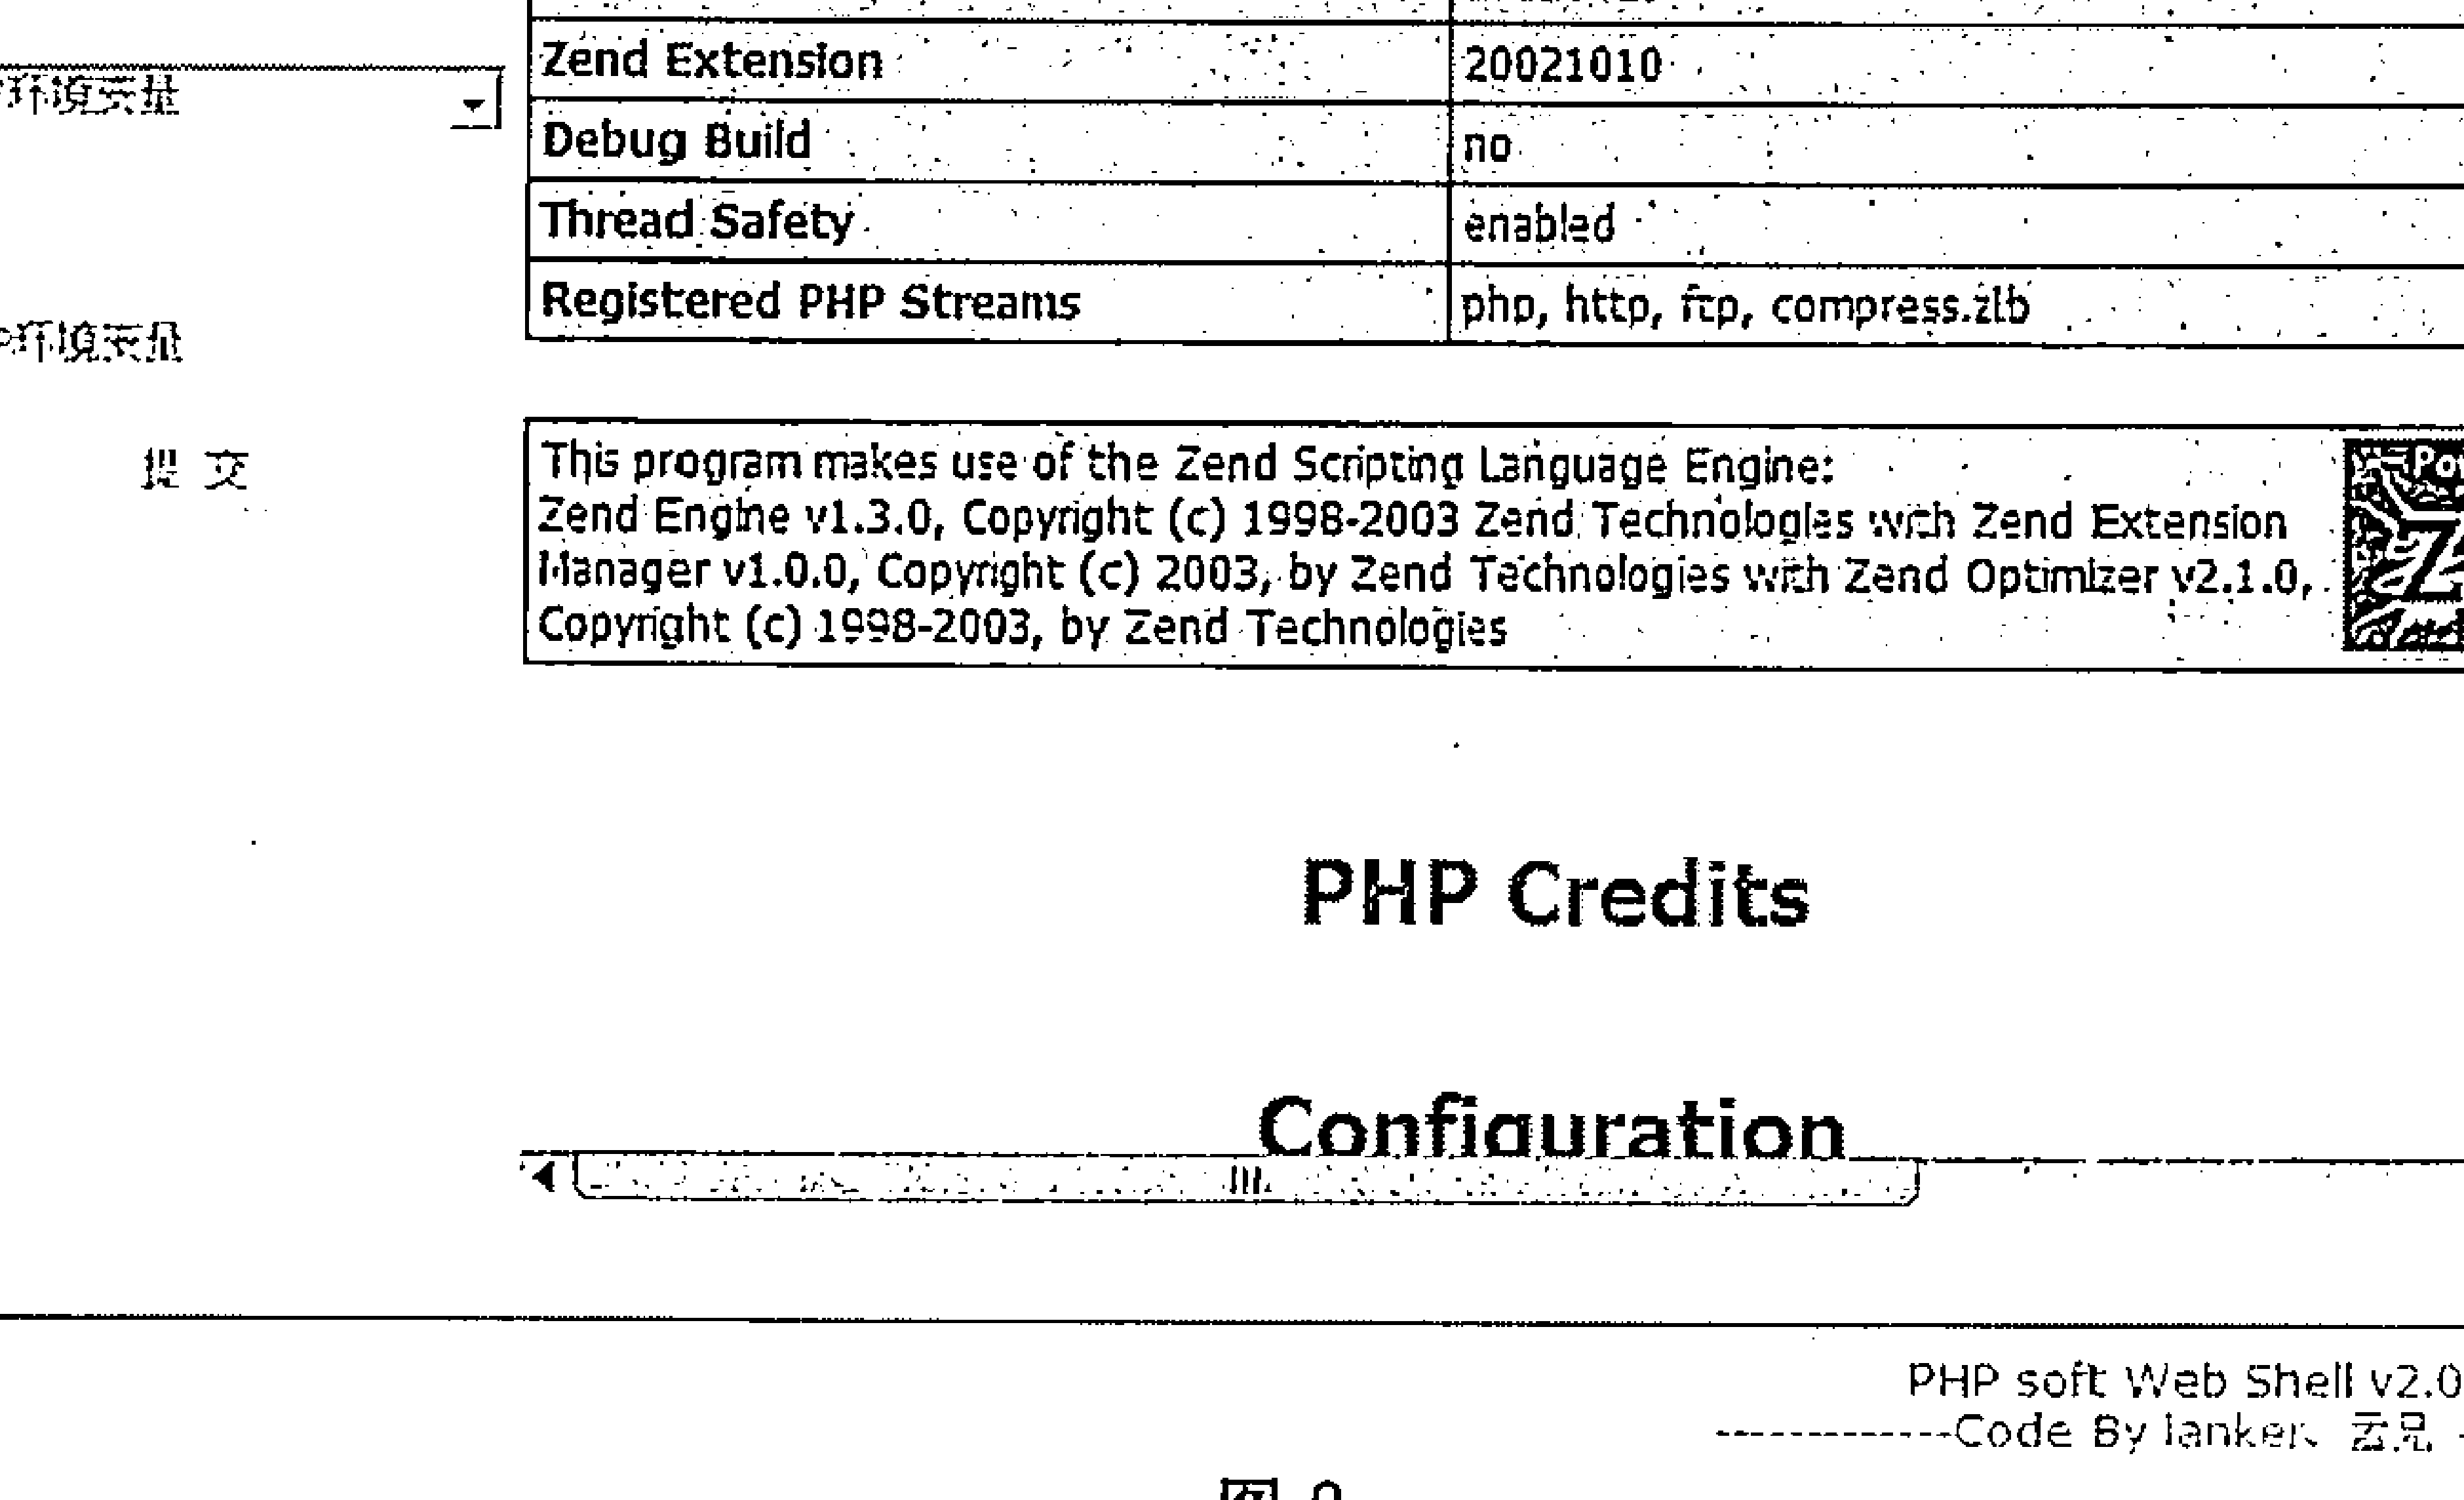 Zend Extension 20021010
环境变量
Debug Build no
Thread Safety enabled
Registered PHP Streams php, http, ftp, compress.zlib
环境变量
提 交
This program makes use of the Zend Scripting Language Engine:
Zend Engine v1.3.0, Copyright (c) 1998-2003 Zend Technologies with Zend Extension
Manager v1.0.0, Copyright (c) 2003, by Zend Technologies with Zend Optimizer v2.1.0,
Copyright (c) 1998-2003, by Zend Technologies
PHP Credits
Configuration
PHP soft Web Shell v2.0
-------------Code By lanker、
图